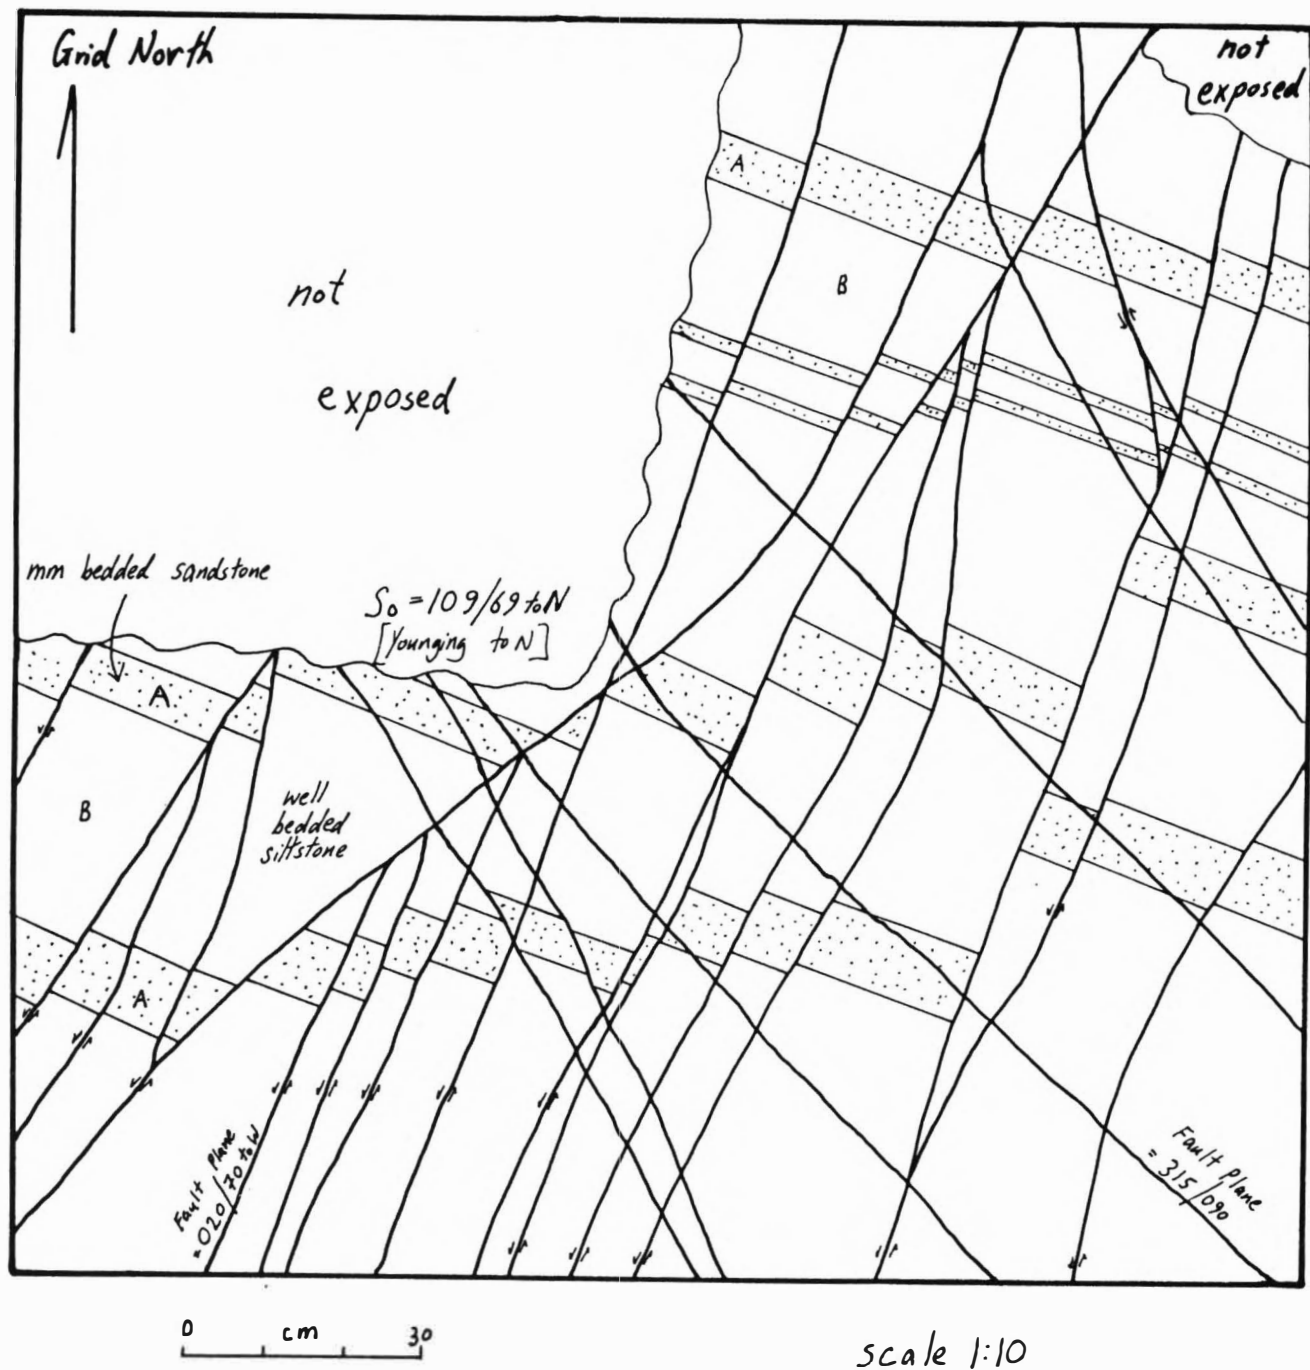 Grid North
not
exposed
A
B
not
exposed
mm bedded sandstone
S₀ = 109/69 to N
[Younging to N]
A
B
well
bedded
siltstone
A
Fault plane
= 020/70 to W
Fault plane
= 315/090
0 cm 30
scale 1:10